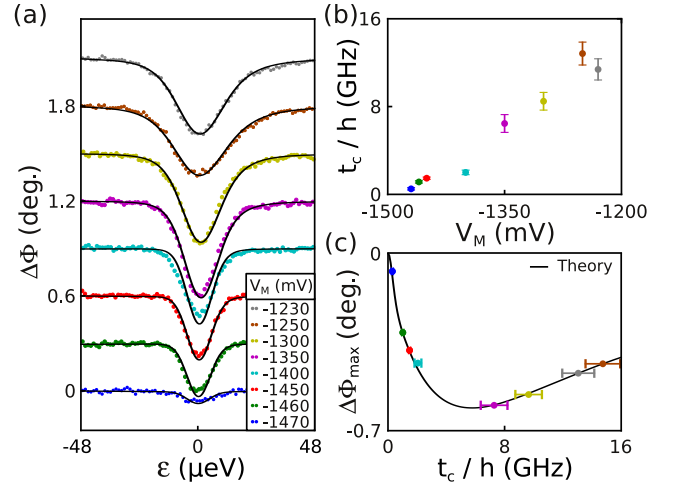 (a)
ΔΦ (deg.)
1.8
1.2
0.6
0
-48
0
48
ε (μeV)
V_M (mV)
-1230
-1250
-1300
-1350
-1400
-1450
-1460
-1470
(b)
t_c / h (GHz)
16
8
0
-1500
-1350
-1200
V_M (mV)
(c)
Theory
ΔΦ_max (deg.)
0
-0.7
0
8
16
t_c / h (GHz)